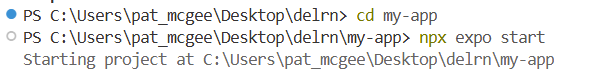 PS C:\Users\pat_mcgee\Desktop\delrn> cd my-app
PS C:\Users\pat_mcgee\Desktop\delrn\my-app> npx expo start
Starting project at C:\Users\pat_mcgee\Desktop\delrn\my-app